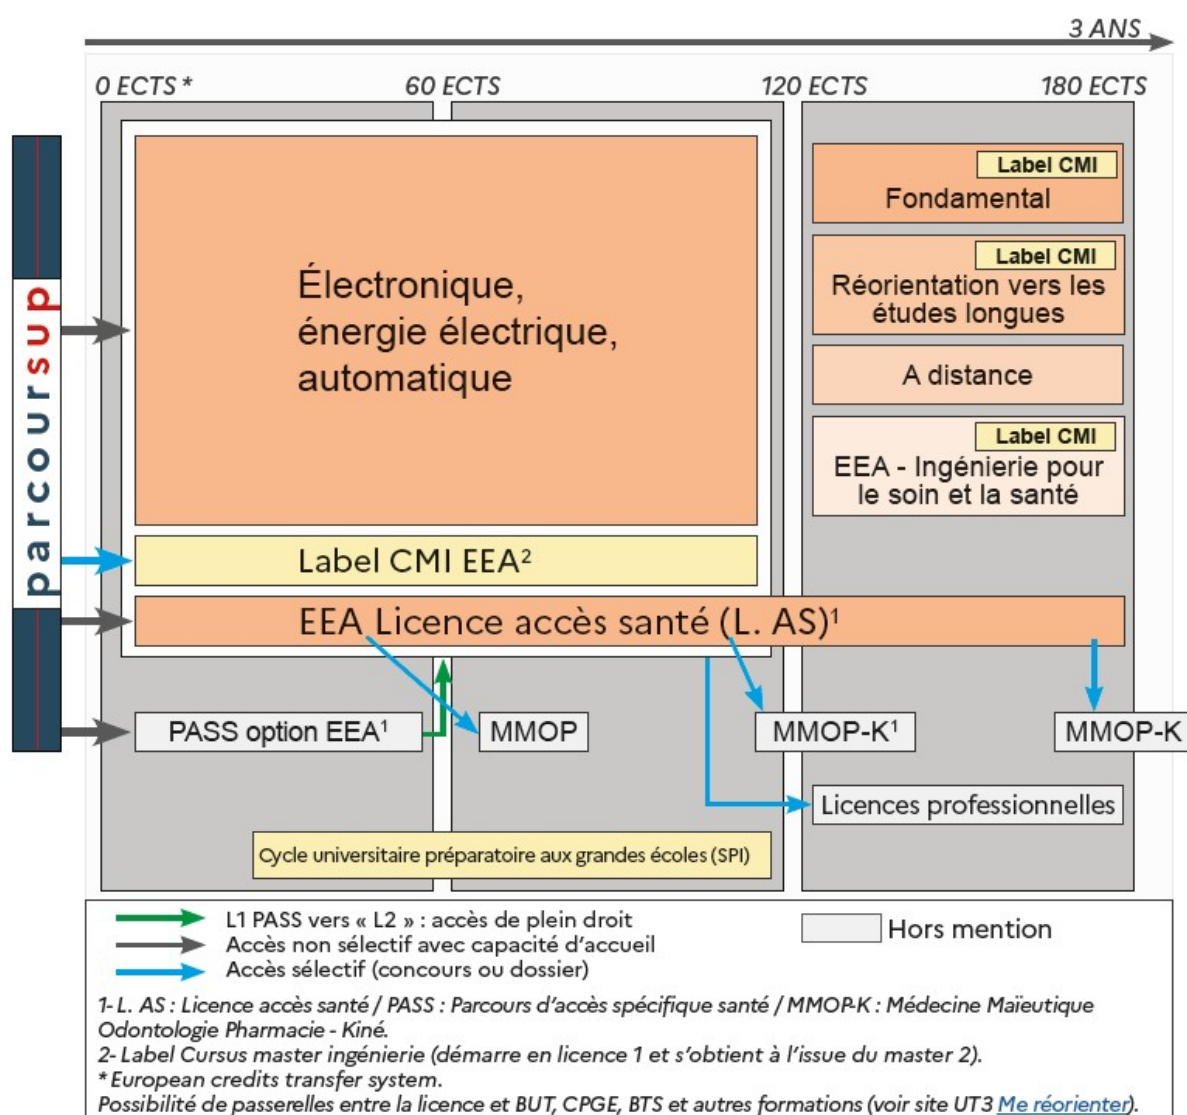 3 ANS
0 ECTS *
60 ECTS
120 ECTS
180 ECTS
parcoursup
Électronique,
énergie électrique,
automatique
Label CMI
Fondamental
Label CMI
Réorientation vers les
études longues
A distance
Label CMI
EEA - Ingénierie pour
le soin et la santé
Label CMI EEA²
EEA Licence accès santé (L. AS)¹
PASS option EEA¹
MMOP
MMOP-K¹
MMOP-K
Licences professionnelles
Cycle universitaire préparatoire aux grandes écoles (SPI)
L1 PASS vers « L2 » : accès de plein droit
Accès non sélectif avec capacité d'accueil
Accès sélectif (concours ou dossier)
Hors mention
1- L. AS : Licence accès santé / PASS : Parcours d'accès spécifique santé / MMOP-K : Médecine Maïeutique
Odontologie Pharmacie - Kiné.
2- Label Cursus master ingénierie (démarre en licence 1 et s'obtient à l'issue du master 2).
* European credits transfer system.
Possibilité de passerelles entre la licence et BUT, CPGE, BTS et autres formations (voir site UT3 Me réorienter).